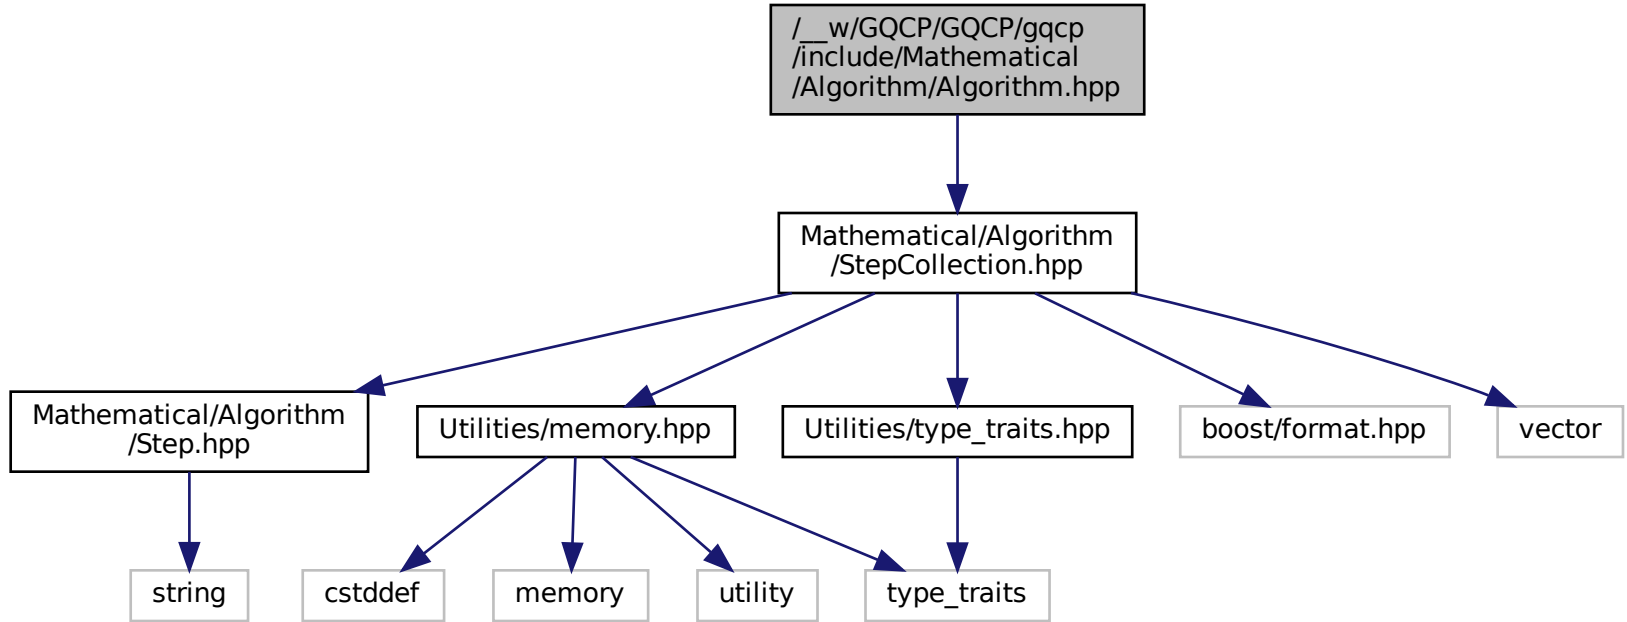 /__w/GQCP/GQCP/gqcp
/include/Mathematical
/Algorithm/Algorithm.hpp
Mathematical/Algorithm
/StepCollection.hpp
Mathematical/Algorithm
/Step.hpp
Utilities/memory.hpp
Utilities/type_traits.hpp
boost/format.hpp
vector
string
cstddef
memory
utility
type_traits